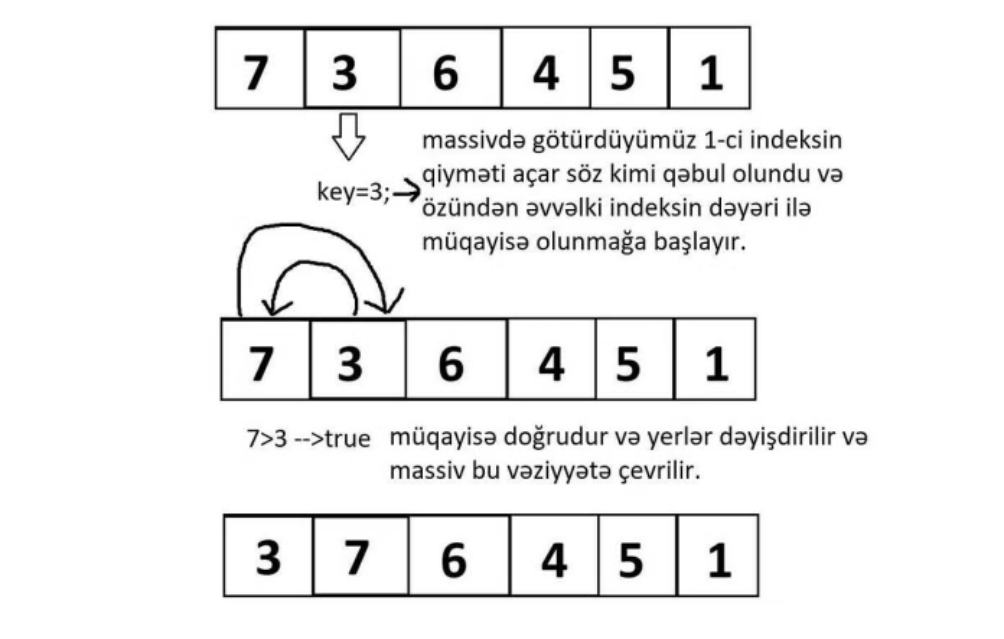 7 3 6 4 5 1
massivdə götürdüyümüz 1-ci indeksin
qiyməti açar söz kimi qəbul olundu və
key=3;
özündən əvvəlki indeksin dəyəri ilə
müqayisə olunmağa başlayır.
7 3 6 4 5 1
7>3 -->true müqayisə doğrudur və yerlər dəyişdirilir və
massiv bu vəziyyətə çevrilir.
3 7 6 4 5 1